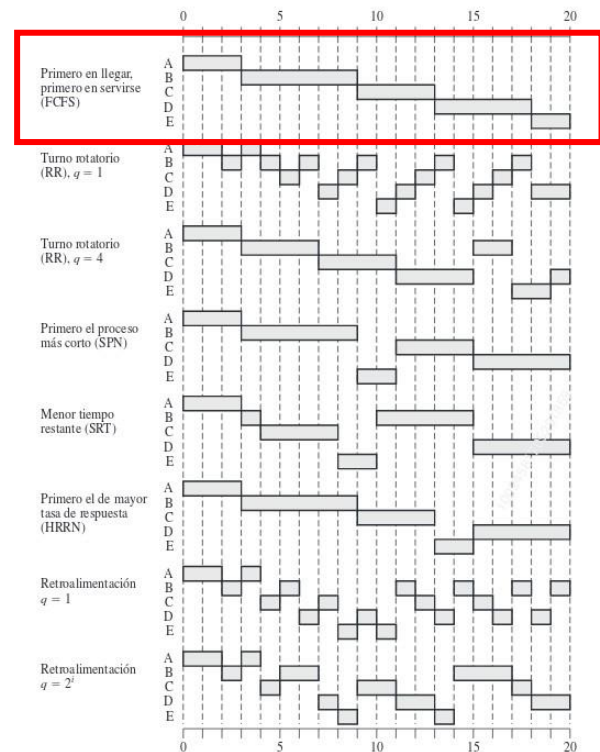 0 5 10 15 20
Primero en llegar,
primero en servirse
(FCFS)
A
B
C
D
E
Turno rotatorio
(RR), q = 1
A
B
C
D
E
Turno rotatorio
(RR), q = 4
A
B
C
D
E
Primero el proceso
más corto (SPN)
A
B
C
D
E
Menor tiempo
restante (SRT)
A
B
C
D
E
Primero el de mayor
tasa de respuesta
(HRRN)
A
B
C
D
E
Retroalimentación
q = 1
A
B
C
D
E
Retroalimentación
q = 2ⁱ
A
B
C
D
E
0 5 10 15 20